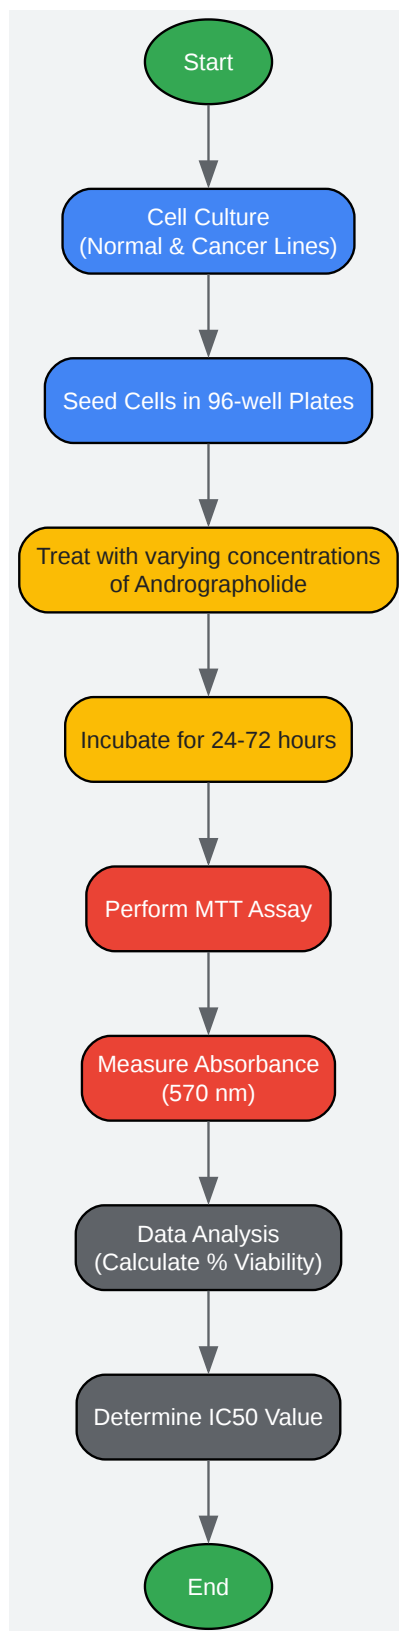 Start
Cell Culture
(Normal & Cancer Lines)
Seed Cells in 96-well Plates
Treat with varying concentrations
of Andrographolide
Incubate for 24-72 hours
Perform MTT Assay
Measure Absorbance
(570 nm)
Data Analysis
(Calculate % Viability)
Determine IC50 Value
End